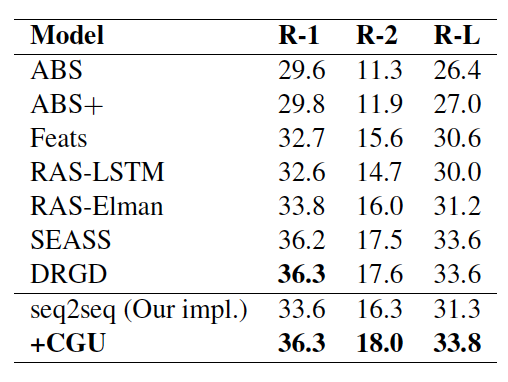 Model R-1 R-2 R-L
ABS 29.6 11.3 26.4
ABS+ 29.8 11.9 27.0
Feats 32.7 15.6 30.6
RAS-LSTM 32.6 14.7 30.0
RAS-Elman 33.8 16.0 31.2
SEASS 36.2 17.5 33.6
DRGD 36.3 17.6 33.6
seq2seq (Our impl.) 33.6 16.3 31.3
+CGU 36.3 18.0 33.8